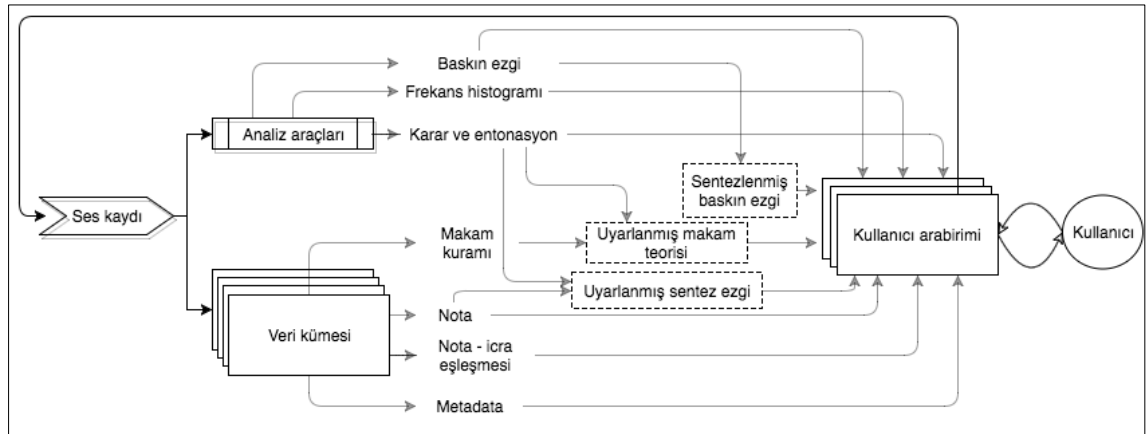 Baskın ezgi
Frekans histogramı
Analiz araçları
Karar ve entonasyon
Sentezlenmiş
baskın ezgi
Ses kaydı
Makam
kuramı
Uyarlanmış makam
teorisi
Kullanıcı arabirimi
Kullanıcı
Uyarlanmış sentez ezgi
Nota
Veri kümesi
Nota - icra
eşleşmesi
Metadata